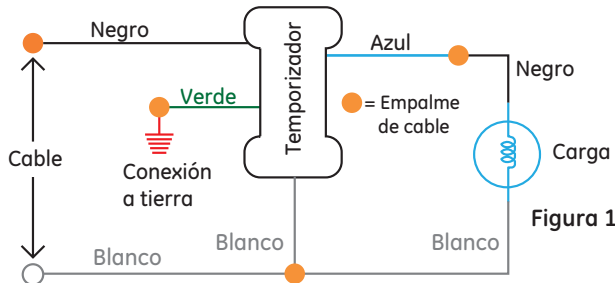 Negro
Azul
Negro
Verde
Temporizador
= Empalme
de cable
Cable
Conexión
a tierra
Carga
Figura 1
Blanco
Blanco
Blanco